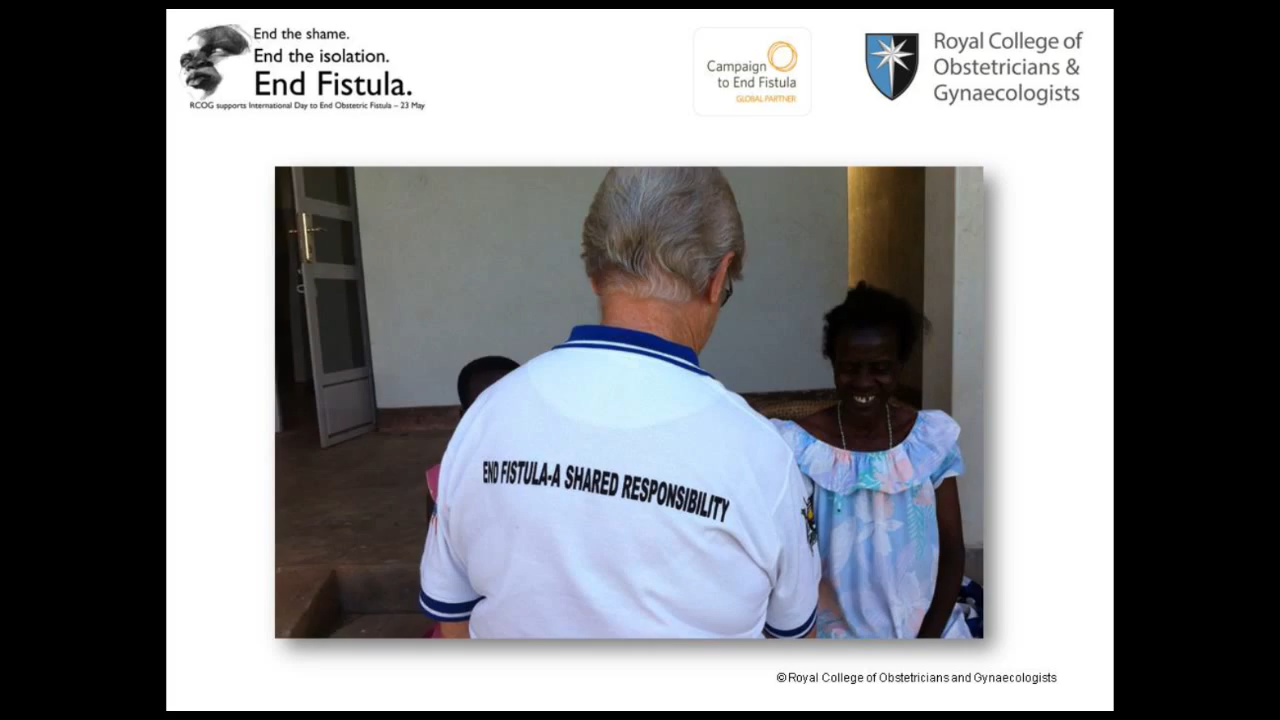 End the shame.
End the isolation.
End Fistula.
RCOG supports International Day to End Obstetric Fistula – 23 May
Campaign
to End Fistula
GLOBAL PARTNER
Royal College of
Obstetricians &
Gynaecologists
END FISTULA-A SHARED RESPONSIBILITY
©Royal College of Obstetricians and Gynaecologists